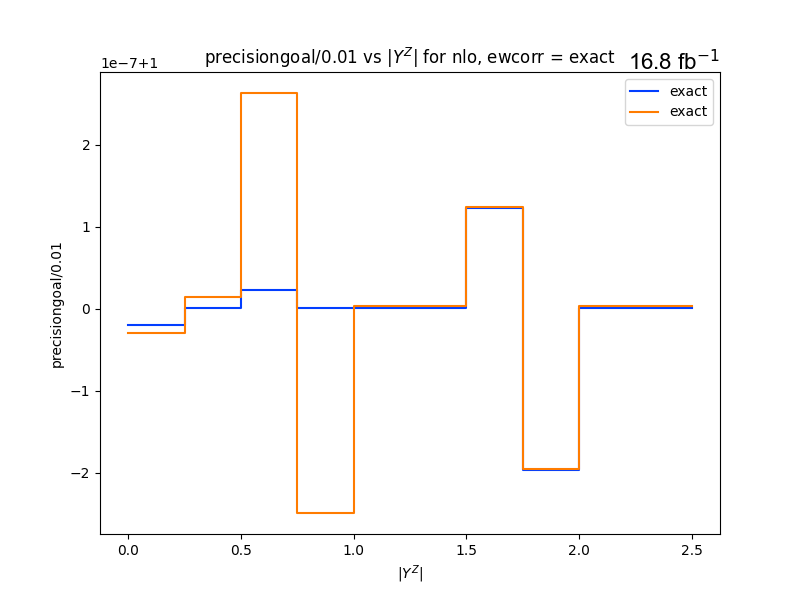 precisiongoal/0.01 vs |Y^Z| for nlo, ewcorr = exact
16.8 fb⁻¹
1e-7+1
exact
exact
2
1
0
−1
−2
precisiongoal/0.01
0.0 0.5 1.0 1.5 2.0 2.5
|Y^Z|